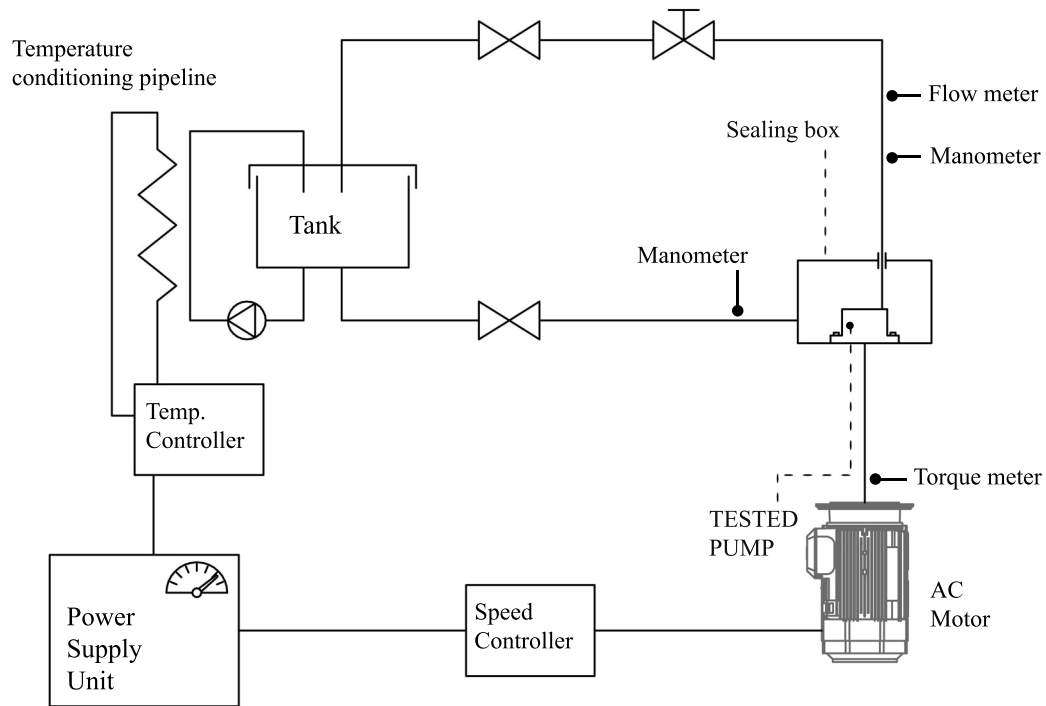 Temperature
conditioning pipeline
Flow meter
Sealing box
Manometer
Tank
Manometer
Temp.
Controller
Torque meter
TESTED
PUMP
AC
Motor
Power
Supply
Unit
Speed
Controller